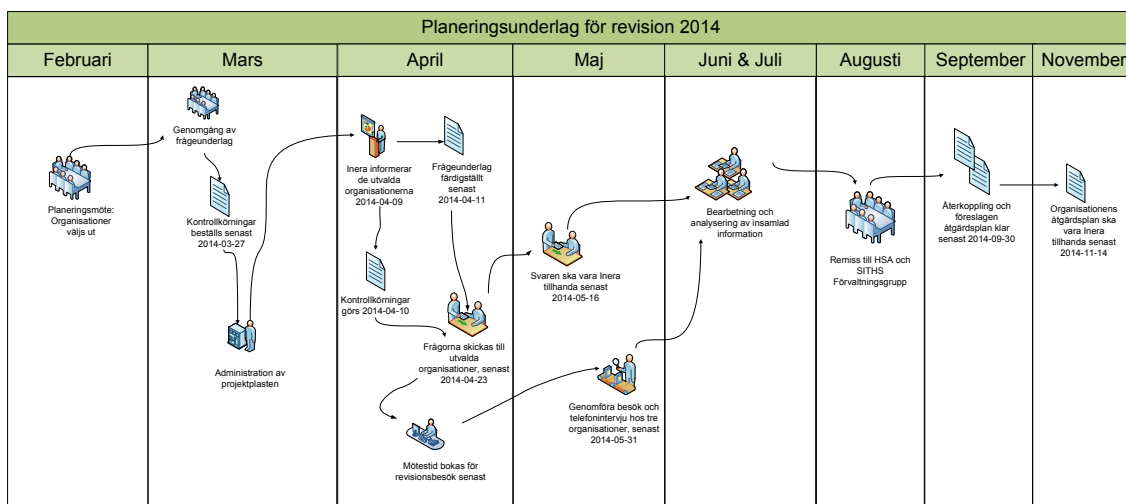 Planeringsunderlag för revision 2014
Februari
Mars
April
Maj
Juni & Juli
Augusti
September
November
Planeringsmöte:
Organisationer
väljs ut
Genomgång av
frågeunderlag
Kontrollkörningar
beställs senast
2014-03-27
Administration av
projektplasten
Inera informerar
de utvalda
organisationerna
2014-04-09
Frågeunderlag
färdigställt
senast
2014-04-11
Kontrollkörningar
görs 2014-04-10
Frågorna skickas till
utvalda
organisationer, senast
2014-04-23
Mötestid bokas för
revisionsbesök senast
Svaren ska vara Inera
tillhanda senast
2014-05-16
Genomföra besök och
telefonintervju hos tre
organisationer, senast
2014-05-31
Bearbetning och
analysering av insamlad
information
Remiss till HSA och
SITHS
Förvaltningsgrupp
Återkoppling och
föreslagen
åtgärdsplan klar
senast 2014-09-30
Organisationens
åtgärdsplan ska
vara Inera
tillhanda senast
2014-11-14